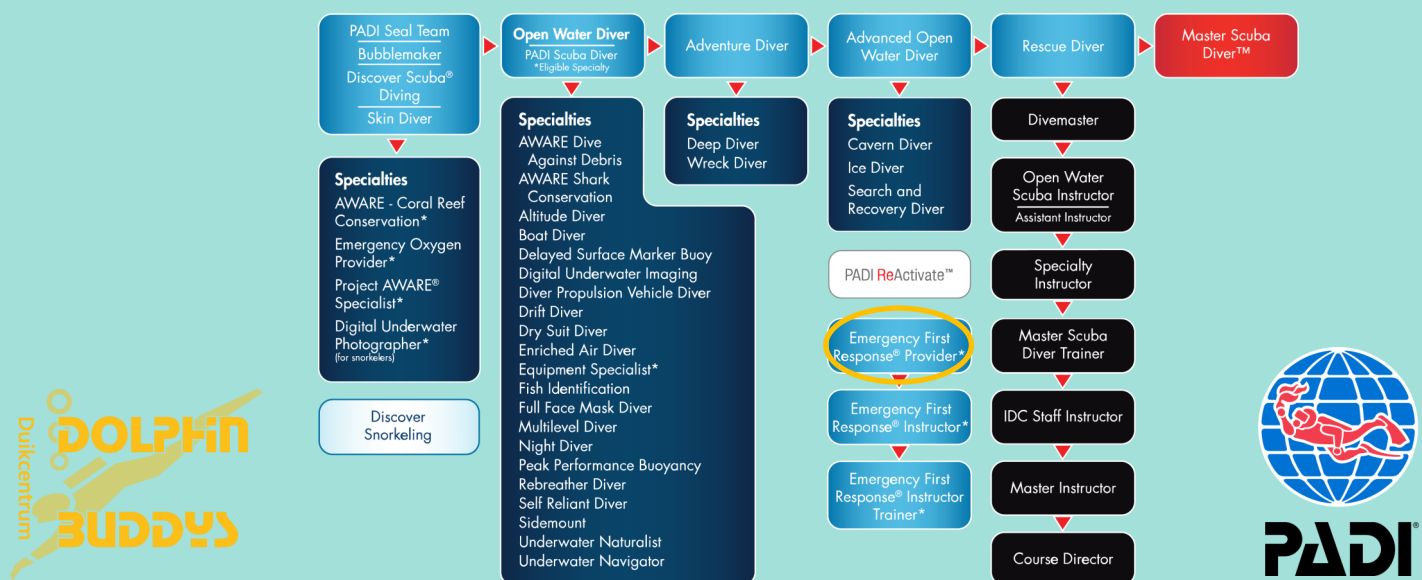 PADI Seal Team
Bubblemaker
Discover Scuba®
Diving
Skin Diver
Specialties
AWARE - Coral Reef
Conservation*
Emergency Oxygen
Provider*
Project AWARE®
Specialist*
Digital Underwater
Photographer*
(for snorkelers)
Discover
Snorkeling
Open Water Diver
PADI Scuba Diver
*Eligible Specialty
Specialties
AWARE Dive
Against Debris
AWARE Shark
Conservation
Altitude Diver
Boat Diver
Delayed Surface Marker Buoy
Digital Underwater Imaging
Diver Propulsion Vehicle Diver
Drift Diver
Dry Suit Diver
Enriched Air Diver
Equipment Specialist*
Fish Identification
Full Face Mask Diver
Multilevel Diver
Night Diver
Peak Performance Buoyancy
Rebreather Diver
Self Reliant Diver
Sidemount
Underwater Naturalist
Underwater Navigator
Adventure Diver
Specialties
Deep Diver
Wreck Diver
Advanced Open
Water Diver
Specialties
Cavern Diver
Ice Diver
Search and
Recovery Diver
PADI ReActivate™
Emergency First
Response® Provider*
Emergency First
Response® Instructor*
Emergency First
Response® Instructor
Trainer*
Rescue Diver
Divemaster
Open Water
Scuba Instructor
Assistant Instructor
Specialty
Instructor
Master Scuba
Diver Trainer
IDC Staff Instructor
Master Instructor
Course Director
Master Scuba
Diver™
Duikcentrum
DOLPHIN
BUDDYS
PADI®